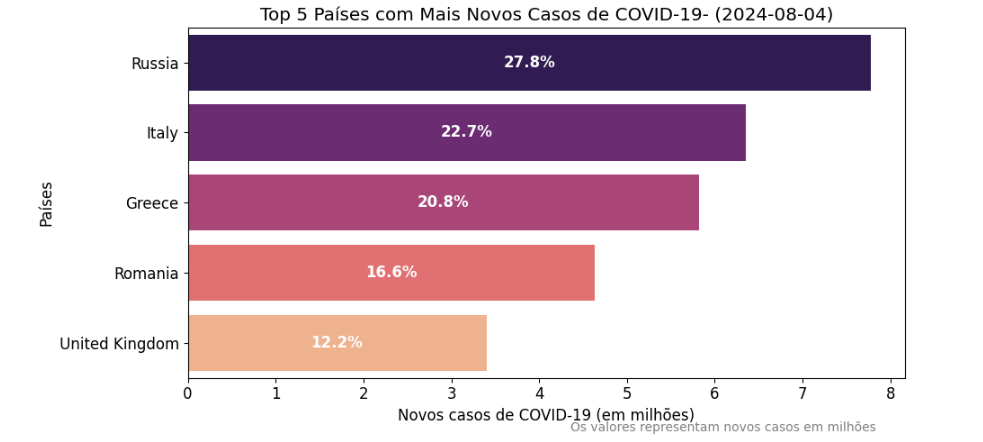 Top 5 Países com Mais Novos Casos de COVID-19- (2024-08-04)
Países
Russia
27.8%
Italy
22.7%
Greece
20.8%
Romania
16.6%
United Kingdom
12.2%
0 1 2 3 4 5 6 7 8
Novos casos de COVID-19 (em milhões)
Os valores representam novos casos em milhões